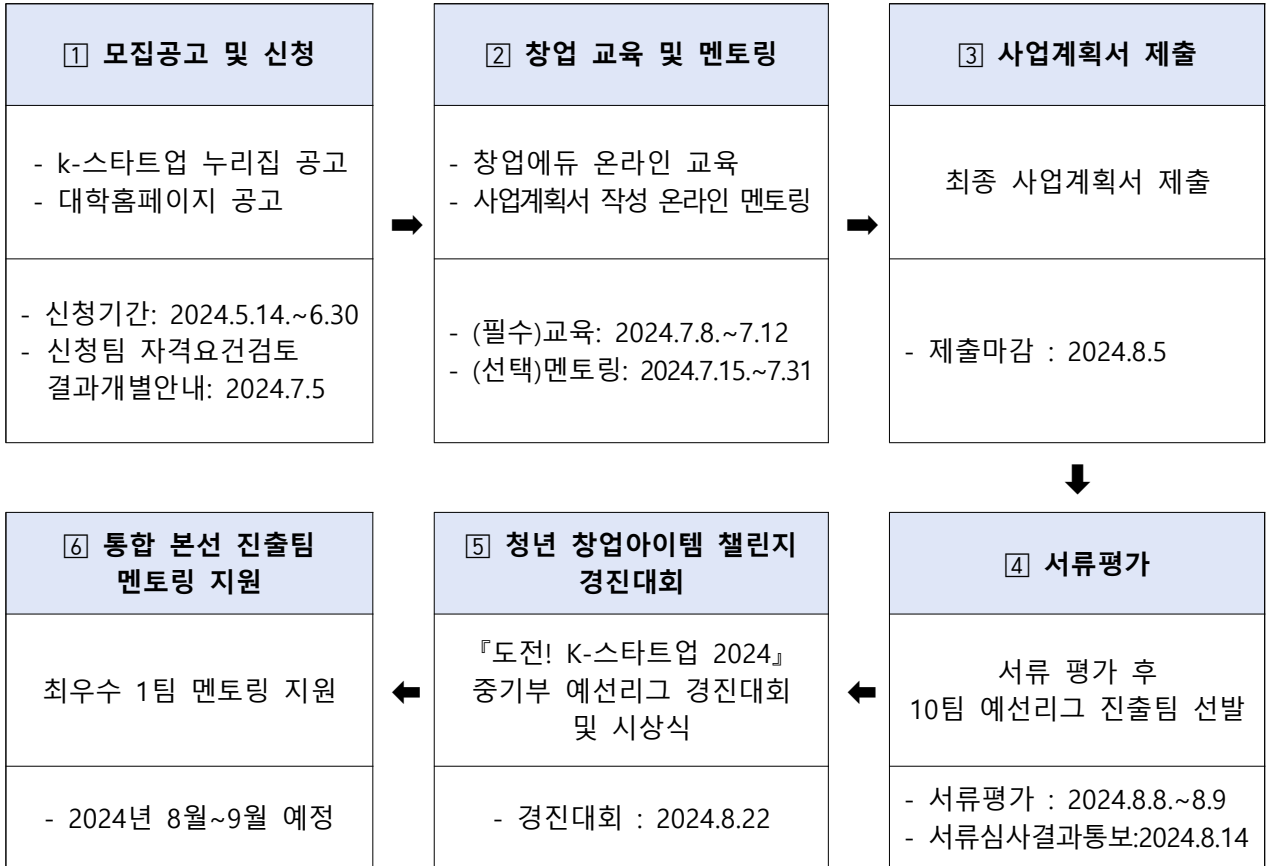 1 모집공고 및 신청
- k-스타트업 누리집 공고
- 대학홈페이지 공고
- 신청기간: 2024.5.14.~6.30
- 신청팀 자격요건검토
결과개별안내: 2024.7.5
2 창업 교육 및 멘토링
- 창업에듀 온라인 교육
- 사업계획서 작성 온라인 멘토링
- (필수)교육: 2024.7.8.~7.12
- (선택)멘토링: 2024.7.15.~7.31
3 사업계획서 제출
최종 사업계획서 제출
- 제출마감 : 2024.8.5
4 서류평가
서류 평가 후
10팀 예선리그 진출팀 선발
- 서류평가 : 2024.8.8.~8.9
- 서류심사결과통보:2024.8.14
5 청년 창업아이템 챌린지
경진대회
『도전! K-스타트업 2024』
중기부 예선리그 경진대회
및 시상식
- 경진대회 : 2024.8.22
6 통합 본선 진출팀
멘토링 지원
최우수 1팀 멘토링 지원
- 2024년 8월~9월 예정